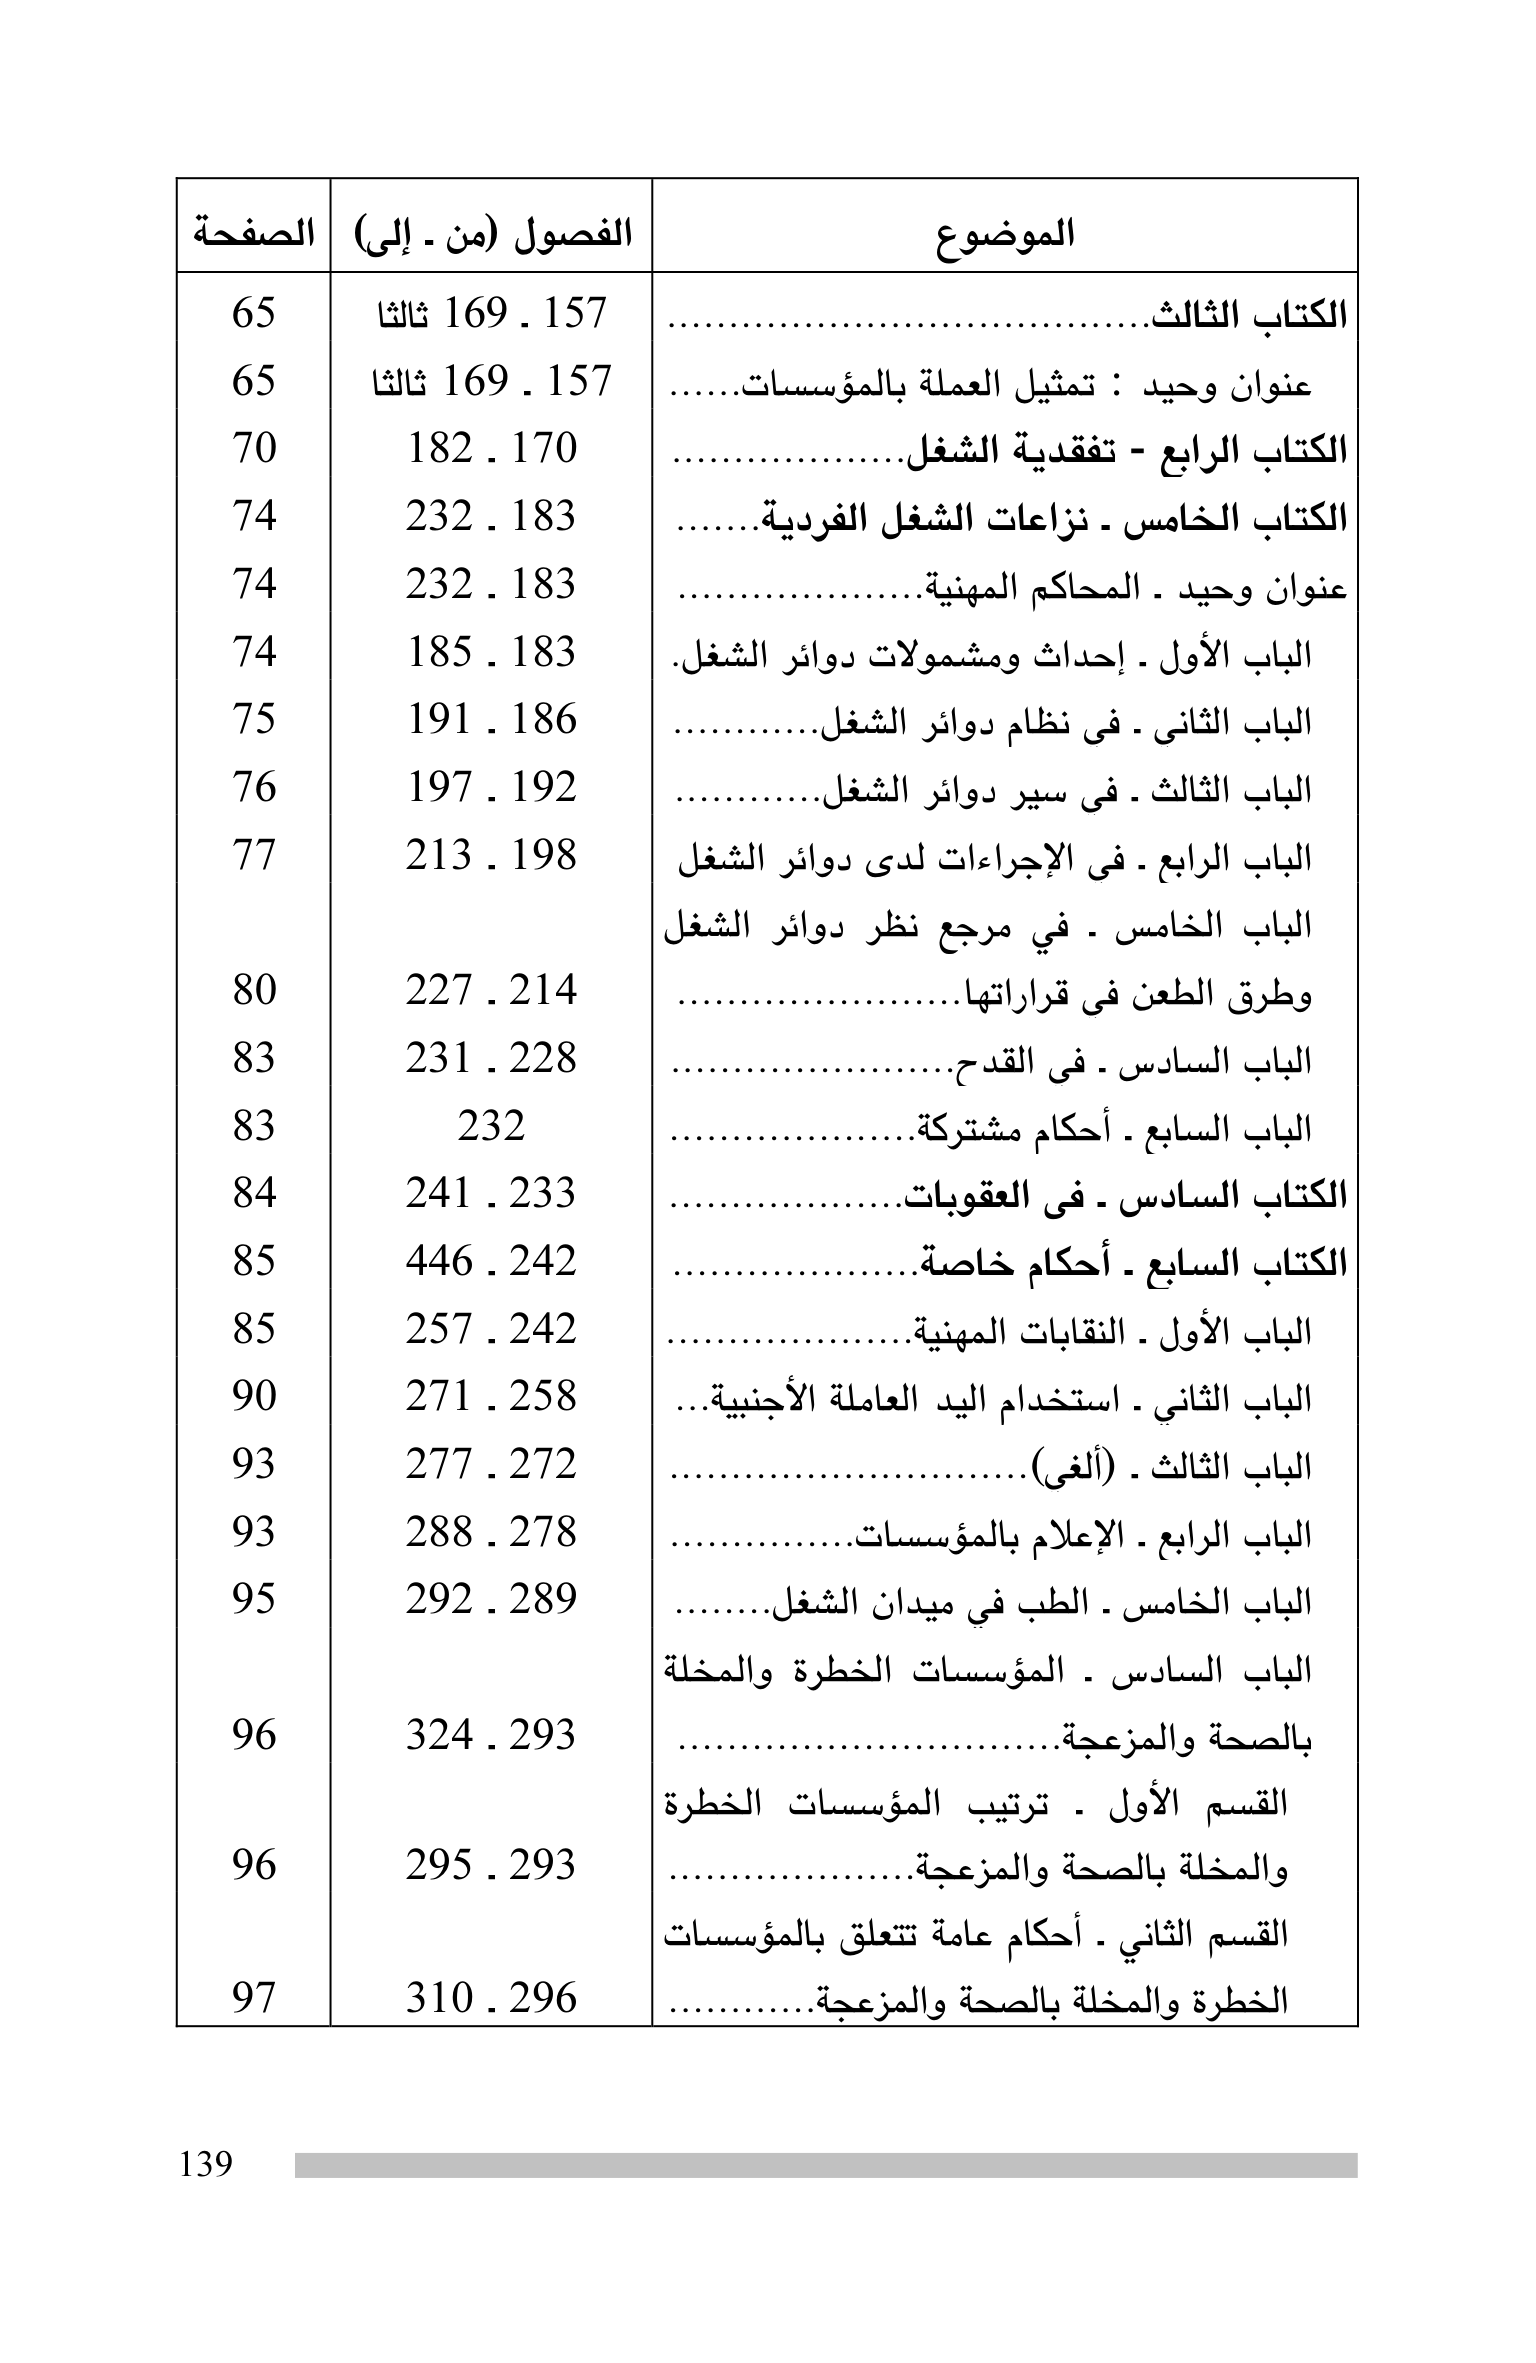 الموضوع الفصول (من ـ إلى) الصفحة
الكتاب الثالث....................................... 157 ـ 169 ثالثا 65
عنوان وحيد : تمثيل العملة بالمؤسسات...... 157 ـ 169 ثالثا 65
الكتاب الرابع - تفقدية الشغل................... 170 ـ 182 70
الكتاب الخامس ـ نزاعات الشغل الفردية....... 183 ـ 232 74
عنوان وحيد ـ المحاكم المهنية.................... 183 ـ 232 74
الباب الأول ـ إحداث ومشمولات دوائر الشغل. 183 ـ 185 74
الباب الثاني ـ في نظام دوائر الشغل............ 186 ـ 191 75
الباب الثالث ـ في سير دوائر الشغل............ 192 ـ 197 76
الباب الرابع ـ في الإجراءات لدى دوائر الشغل 198 ـ 213 77
الباب الخامس ـ في مرجع نظر دوائر الشغل
وطرق الطعن في قراراتها....................... 214 ـ 227 80
الباب السادس ـ في القدح....................... 228 ـ 231 83
الباب السابع ـ أحكام مشتركة.................... 232 83
الكتاب السادس ـ في العقوبات................... 233 ـ 241 84
الكتاب السابع ـ أحكام خاصة.................... 242 ـ 446 85
الباب الأول ـ النقابات المهنية.................... 242 ـ 257 85
الباب الثاني ـ استخدام اليد العاملة الأجنبية... 258 ـ 271 90
الباب الثالث ـ (ألغي)............................. 272 ـ 277 93
الباب الرابع ـ الإعلام بالمؤسسات............... 278 ـ 288 93
الباب الخامس ـ الطب في ميدان الشغل........ 289 ـ 292 95
الباب السادس ـ المؤسسات الخطرة والمخلة
بالصحة والمزعجة............................... 293 ـ 324 96
القسم الأول ـ ترتيب المؤسسات الخطرة
والمخلة بالصحة والمزعجة.................... 293 ـ 295 96
القسم الثاني ـ أحكام عامة تتعلق بالمؤسسات
الخطرة والمخلة بالصحة والمزعجة............ 296 ـ 310 97
139